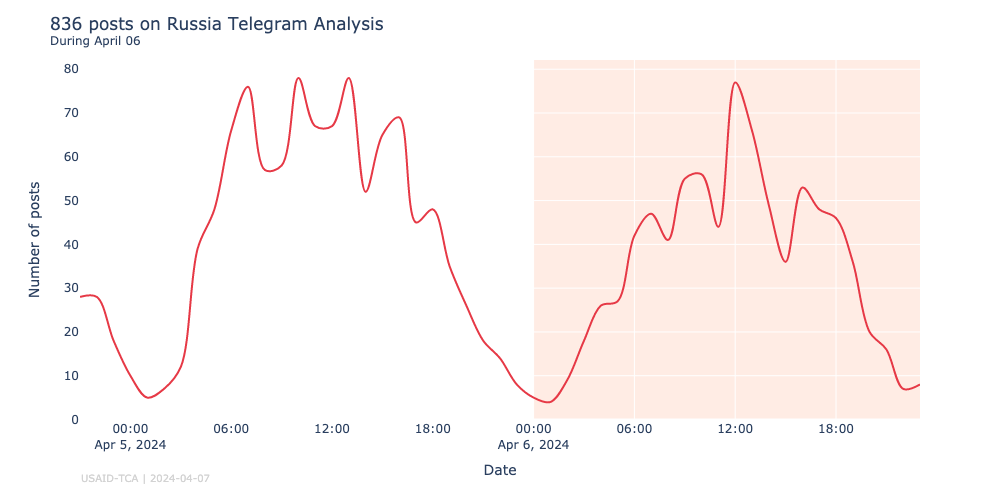 836 posts on Russia Telegram Analysis
During April 06
80
70
60
50
40
30
20
10
0
Number of posts
00:00 06:00 12:00 18:00 00:00 06:00 12:00 18:00
Apr 5, 2024 Apr 6, 2024
Date
USAID-TCA | 2024-04-07